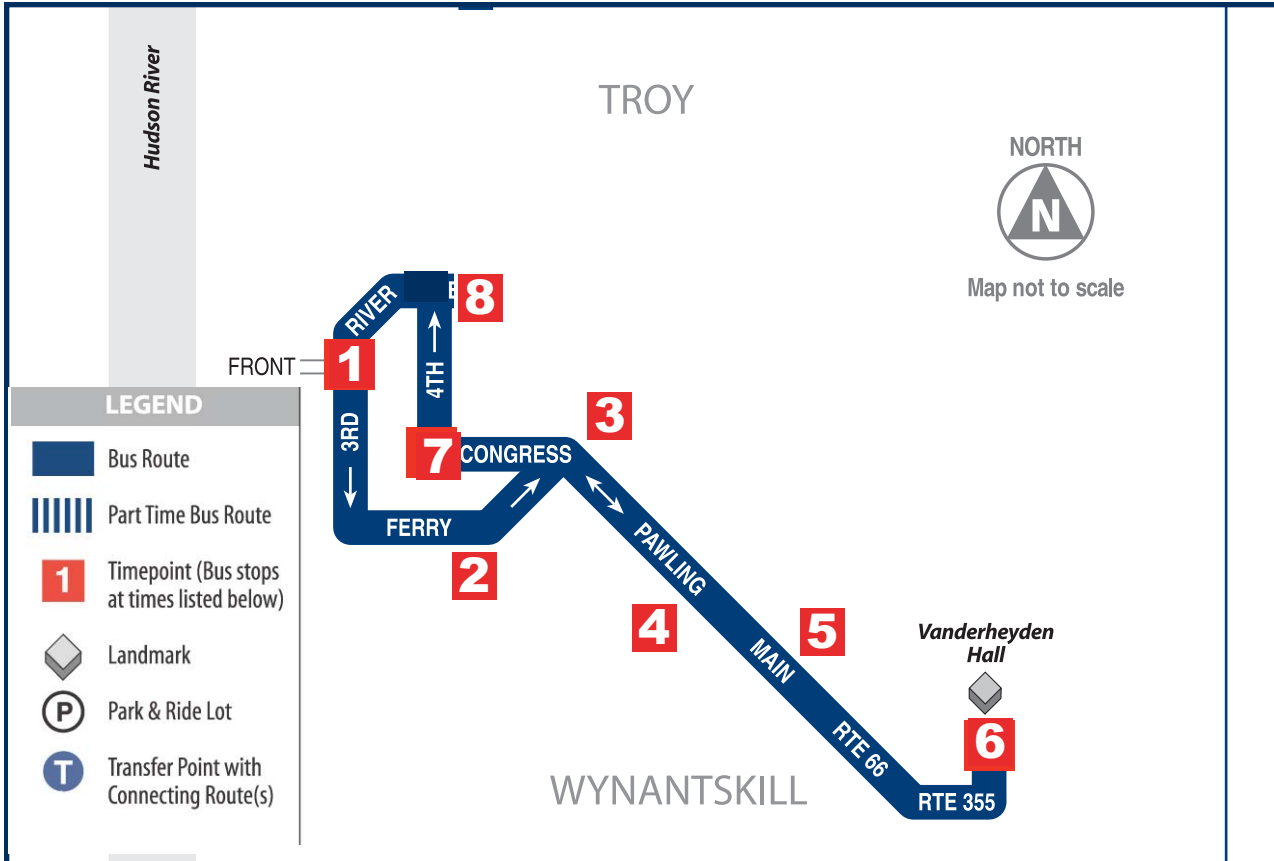 Hudson River
TROY
NORTH
N
Map not to scale
8
RIVER
FRONT
1
4TH
3RD
3
7
CONGRESS
FERRY
2
PAWLING
4
5
MAIN
Vanderheyden
Hall
6
RTE 66
RTE 355
WYNANTSKILL
LEGEND
Bus Route
Part Time Bus Route
1
Timepoint (Bus stops
at times listed below)
Landmark
P
Park & Ride Lot
T
Transfer Point with
Connecting Route(s)